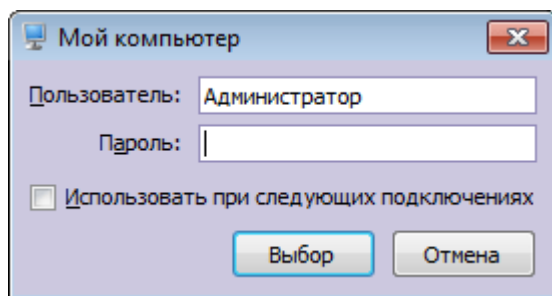 Мой компьютер
Пользователь: Администратор
Пароль:
Использовать при следующих подключениях
Выбор Отмена